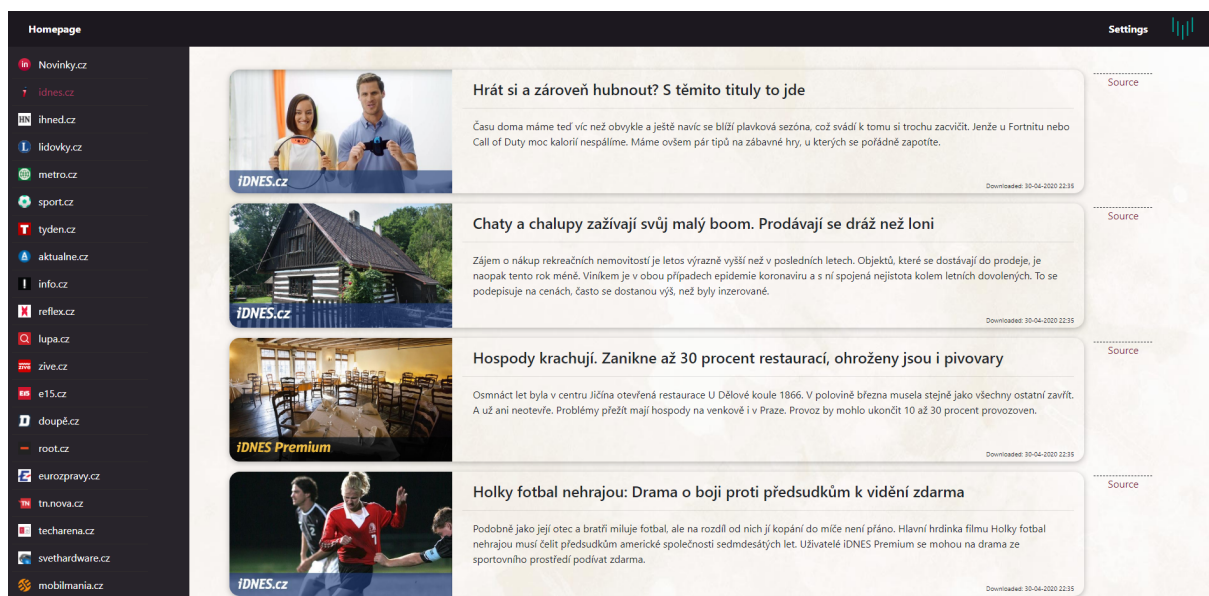 Homepage
Settings
Novinky.cz
idnes.cz
ihned.cz
lidovky.cz
metro.cz
sport.cz
tyden.cz
aktualne.cz
info.cz
reflex.cz
lupa.cz
zive.cz
e15.cz
doupě.cz
root.cz
eurozpravy.cz
tn.nova.cz
techarena.cz
svethardware.cz
mobilmania.cz
iDNES.cz
Hrát si a zároveň hubnout? S těmito tituly to jde
Času doma máme teď víc než obvykle a ještě navíc se blíží plavková sezóna, což svádí k tomu si trochu zacvičit. Jenže u Fortnitu nebo
Call of Duty moc kalorií nespálíme. Máme ovšem pár tipů na zábavné hry, u kterých se pořádně zapotíte.
Downloaded: 30-04-2020 22:35
Source
iDNES.cz
Chaty a chalupy zažívají svůj malý boom. Prodávají se dráž než loni
Zájem o nákup rekreačních nemovitostí je letos výrazně vyšší než v posledních letech. Objektů, které se dostávají do prodeje, je
naopak tento rok méně. Viníkem je v obou případech epidemie koronaviru a s ní spojená nejistota kolem letních dovolených. To se
podepisuje na cenách, často se dostanou výš, než byly inzerované.
Downloaded: 30-04-2020 22:35
Source
iDNES Premium
Hospody krachují. Zanikne až 30 procent restaurací, ohroženy jsou i pivovary
Osmnáct let byla v centru Jičína otevřená restaurace U Dělové koule 1866. V polovině března musela stejně jako všechny ostatní zavřít.
A už ani neotevře. Problémy přežít mají hospody na venkově i v Praze. Provoz by mohlo ukončit 10 až 30 procent provozoven.
Downloaded: 30-04-2020 22:35
Source
iDNES.cz
Holky fotbal nehrajou: Drama o boji proti předsudkům k vidění zdarma
Podobně jako její otec a bratři miluje fotbal, ale na rozdíl od nich jí kopání do míče není přáno. Hlavní hrdinka filmu Holky fotbal
nehrajou musí čelit předsudkům americké společnosti sedmdesátých let. Uživatelé iDNES Premium se mohou na drama ze
sportovního prostředí podívat zdarma.
Downloaded: 30-04-2020 22:35
Source